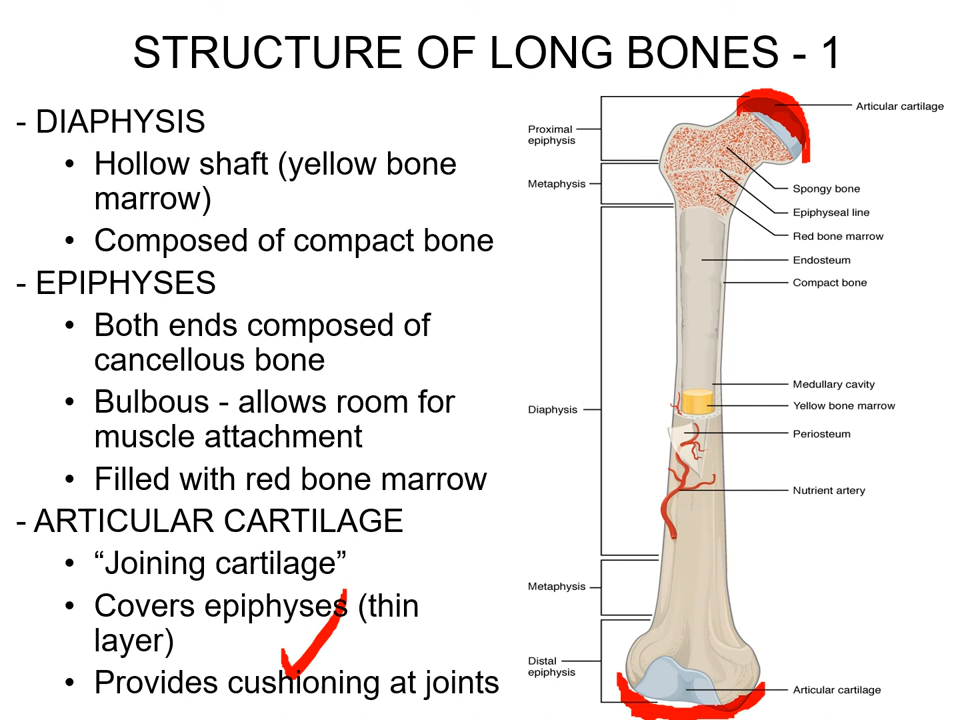 STRUCTURE OF LONG BONES - 1
- DIAPHYSIS
• Hollow shaft (yellow bone
marrow)
• Composed of compact bone
- EPIPHYSES
• Both ends composed of
cancellous bone
• Bulbous - allows room for
muscle attachment
• Filled with red bone marrow
- ARTICULAR CARTILAGE
• “Joining cartilage”
• Covers epiphyses (thin
layer)
• Provides cushioning at joints
Proximal
epiphysis
Metaphysis
Diaphysis
Metaphysis
Distal
epiphysis
Articular cartilage
Spongy bone
Epiphyseal line
Red bone marrow
Endosteum
Compact bone
Medullary cavity
Yellow bone marrow
Periosteum
Nutrient artery
Articular cartilage